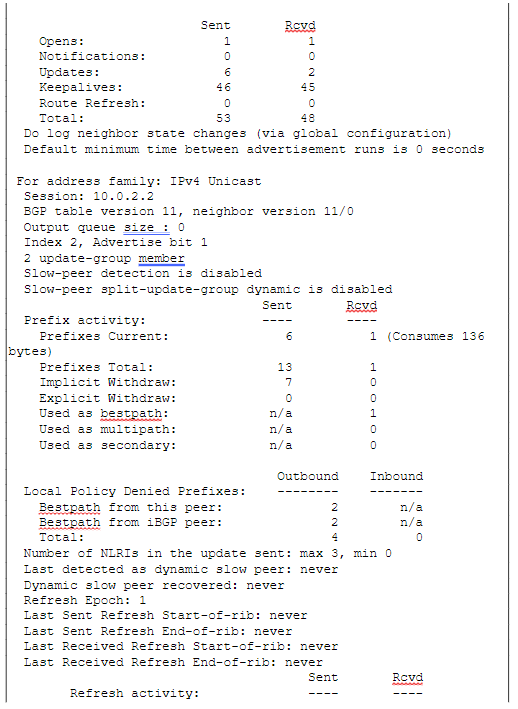 Sent       Rcvd
    Opens:                  1          1
    Notifications:          0          0
    Updates:                6          2
    Keepalives:            46         45
    Route Refresh:          0          0
    Total:                 53         48
  Do log neighbor state changes (via global configuration)
  Default minimum time between advertisement runs is 0 seconds

 For address family: IPv4 Unicast
  Session: 10.0.2.2
  BGP table version 11, neighbor version 11/0
  Output queue size : 0
  Index 2, Advertise bit 1
  2 update-group member
  Slow-peer detection is disabled
  Slow-peer split-update-group dynamic is disabled
                                 Sent       Rcvd
  Prefix activity:               ----       ----
    Prefixes Current:               6          1 (Consumes 136
bytes)
    Prefixes Total:                13          1
    Implicit Withdraw:              7          0
    Explicit Withdraw:              0          0
    Used as bestpath:             n/a          1
    Used as multipath:            n/a          0
    Used as secondary:            n/a          0

                                   Outbound    Inbound
  Local Policy Denied Prefixes:    --------    -------
    Bestpath from this peer:              2        n/a
    Bestpath from iBGP peer:              2        n/a
    Total:                                4          0
  Number of NLRIs in the update sent: max 3, min 0
  Last detected as dynamic slow peer: never
  Dynamic slow peer recovered: never
  Refresh Epoch: 1
  Last Sent Refresh Start-of-rib: never
  Last Sent Refresh End-of-rib: never
  Last Received Refresh Start-of-rib: never
  Last Received Refresh End-of-rib: never
                                       Sent       Rcvd
        Refresh activity:              ----       ----